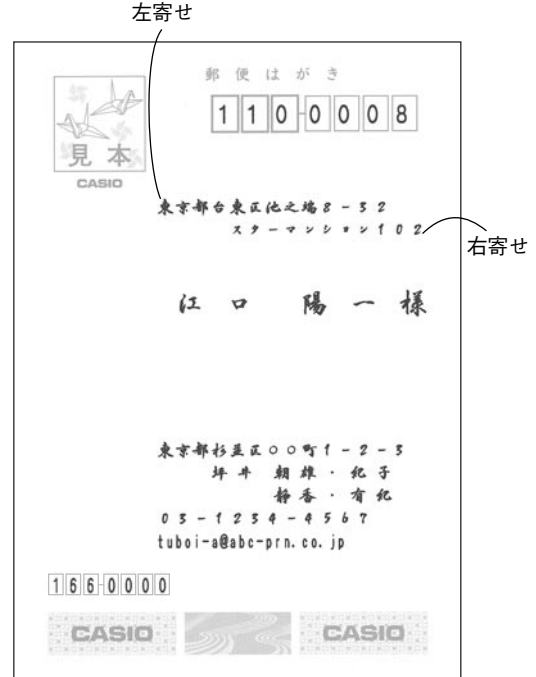 左寄せ
郵便はがき
110-0008
見本
CASIO
東京都台東区池之端8-32
スターマンション102
右寄せ
江口 陽一様
東京都杉並区○○町1-2-3
坪井 朝雄・紀子
静香・有紀
03-1234-4567
tuboi-a@abc-prn.co.jp
166-0000
CASIO CASIO